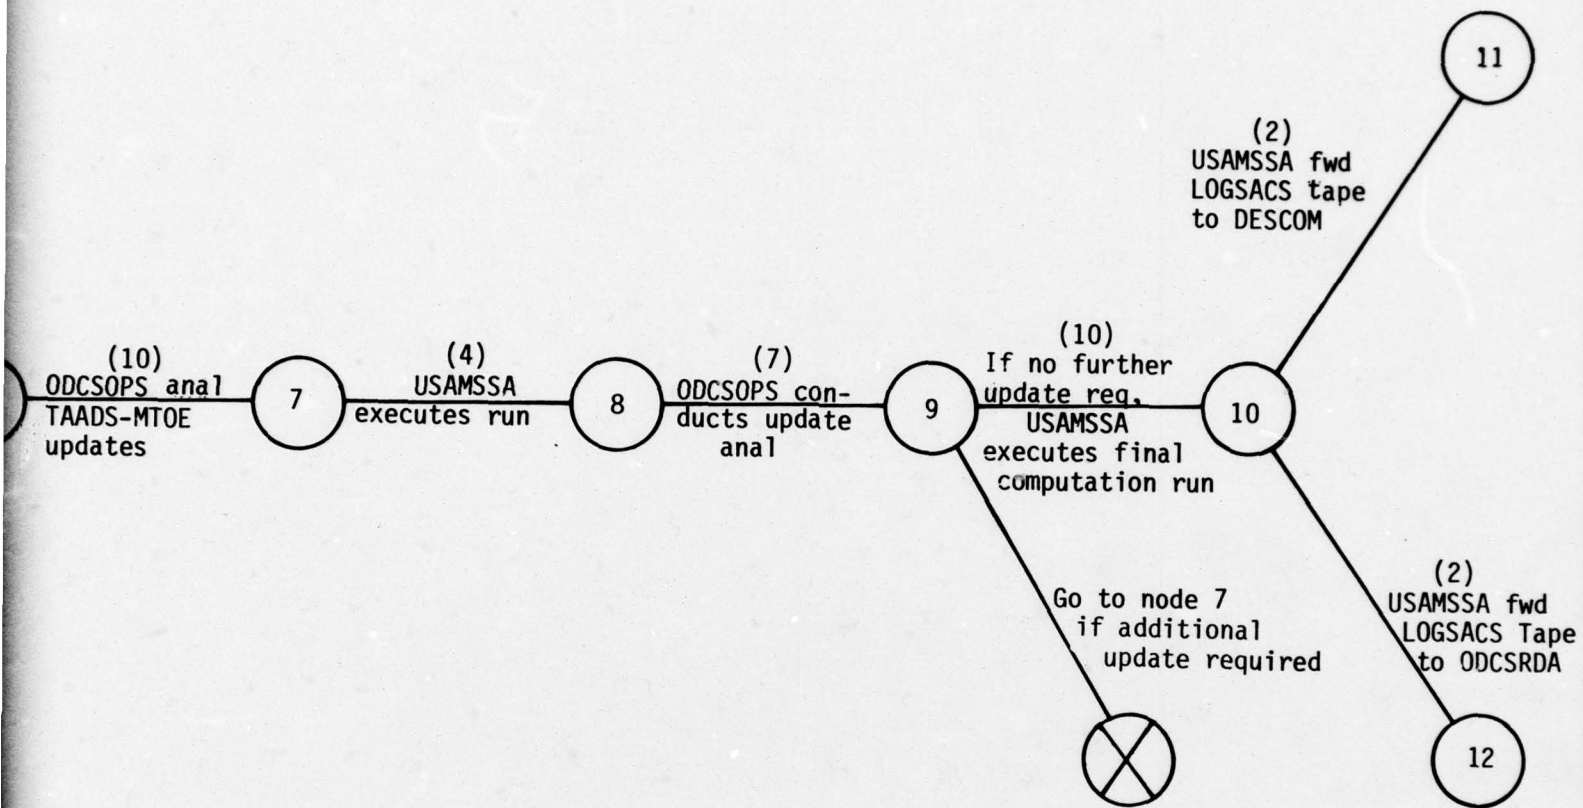 (10)
ODCSOPS anal
TAADS-MTOE
updates
7
(4)
USAMSSA
executes run
8
(7)
ODCSOPS con-
ducts update
anal
9
(10)
If no further
update req,
USAMSSA
executes final
computation run
10
(2)
USAMSSA fwd
LOGSACS tape
to DESCOM
11
Go to node 7
if additional
update required
(2)
USAMSSA fwd
LOGSACS Tape
to ODCSRDA
12